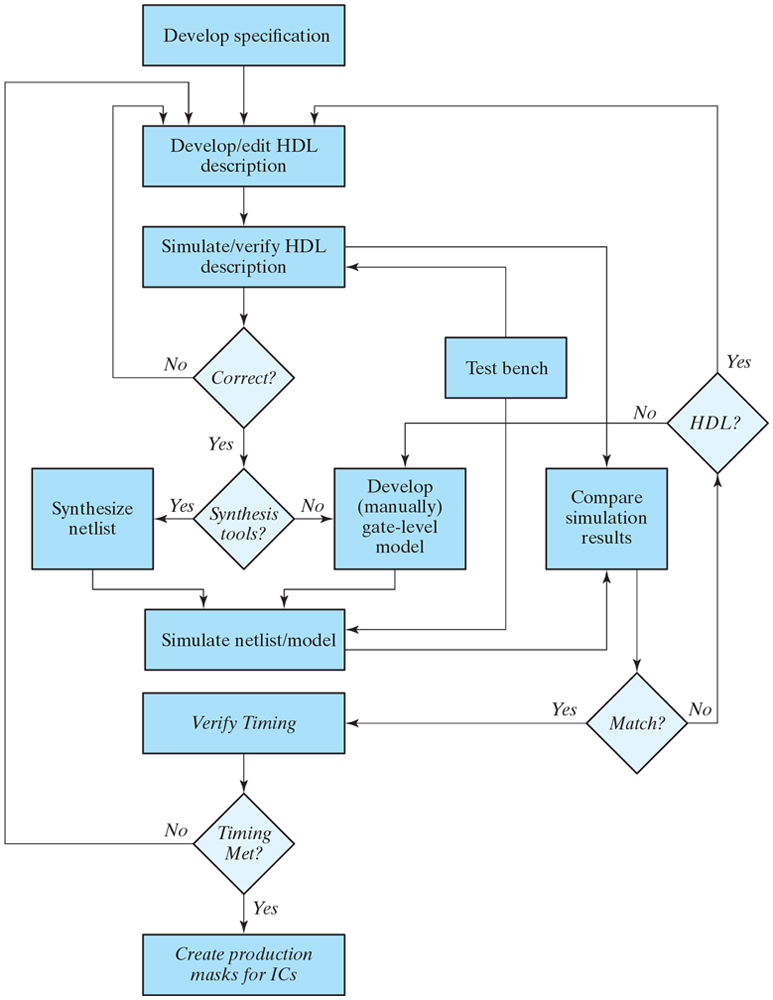 Develop specification
Develop/edit HDL
description
Simulate/verify HDL
description
No
Correct?
Test bench
Yes
No
HDL?
Yes
Synthesize
netlist
Yes
Synthesis
tools?
No
Develop
(manually)
gate-level
model
Compare
simulation
results
Simulate netlist/model
Verify Timing
Yes
Match?
No
No
Timing
Met?
Yes
Create production
masks for ICs